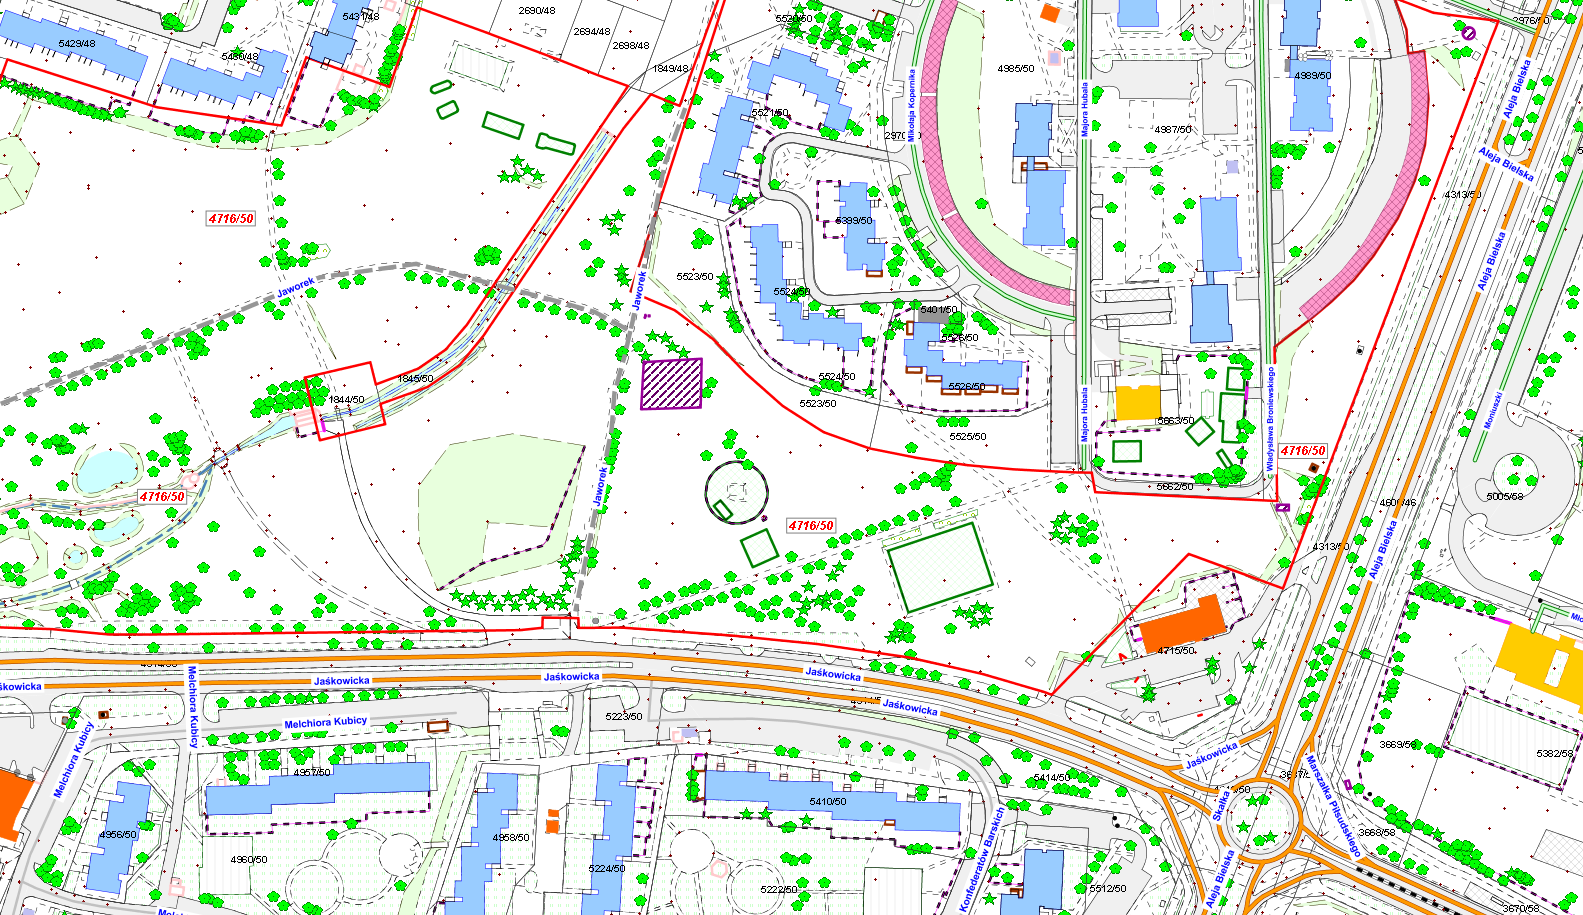 2690/48
5431/48
5520/50
2976/50
5429/48
2694/48
2698/48
1849/48
4985/50
4989/50
Aleja Bielska
Mikołaja Kopernika
Majora Hubala
5521/50
4987/50
Aleja Bielska
4313/50
4716/50
5399/50
Aleja Bielska
Jaworek
Jaworek
5523/50
5524/50
5401/50
5526/50
1845/50
1844/50
5524/50
5526/50
5523/50
Majora Hubala
Władysława Broniewskiego
Moniuszki
5663/50
5525/50
4716/50
Jaworek
5662/50
4716/50
4716/50
5005/58
4313/50
Aleja Bielska
4715/50
Jaśkowicka
Jaśkowicka
Jaśkowicka
Jaśkowicka
Melchiora Kubicy
Melchiora Kubicy
Melchiora Kubicy
5223/50
Jaśkowicka
3669/50
5382/58
4957/50
5414/50
Skałka
Marszałka Piłsudskiego
5410/50
4956/50
4958/50
3668/58
4960/50
5224/50
Konfederatów Barskich
5222/50
5512/50
Aleja Bielska
3670/58